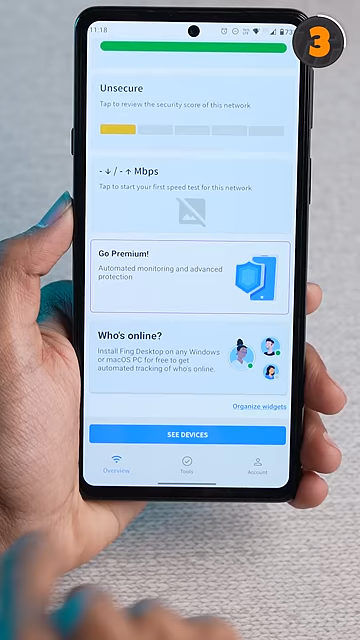 3
11:18
Unsecure
Tap to review the security score of this network
- ↓ / - ↑ Mbps
Tap to start your first speed test for this network
Go Premium!
Automated monitoring and advanced
protection
Who's online?
Install Fing Desktop on any Windows
or macOS PC for free to get
automated tracking of who's online.
Organize widgets
SEE DEVICES
Overview
Tools
Account